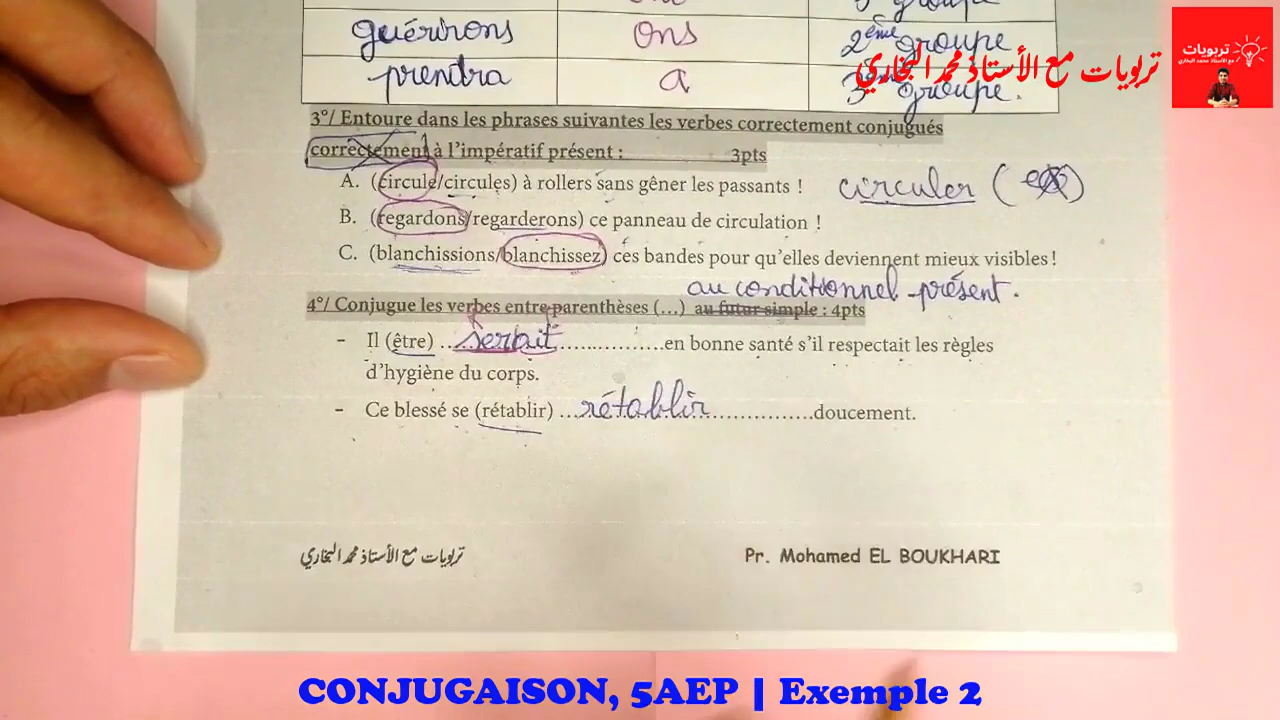 guérirons ons 2ème groupe
prendra a 3ème groupe.
تربويات مع الأستاذ محمد البخاري
تربويات
مع الأستاذ محمد البخاري
3°/ Entoure dans les phrases suivantes les verbes correctement conjugués
correctement à l'impératif présent : 3pts
A. (circule/circules) à rollers sans gêner les passants ! circuler (
B. (regardons/regarderons) ce panneau de circulation !
C. (blanchissions/blanchissez) ces bandes pour qu'elles deviennent mieux visibles !
au conditionnel-présent.
4°/ Conjugue les verbes entre parenthèses (...) au futur simple : 4pts
- Il (être) ...serait..............en bonne santé s'il respectait les règles
d'hygiène du corps.
- Ce blessé se (rétablir) ...rétablir..............doucement.
تربويات مع الأستاذ محمد البخاري Pr. Mohamed EL BOUKHARI
CONJUGAISON, 5AEP | Exemple 2